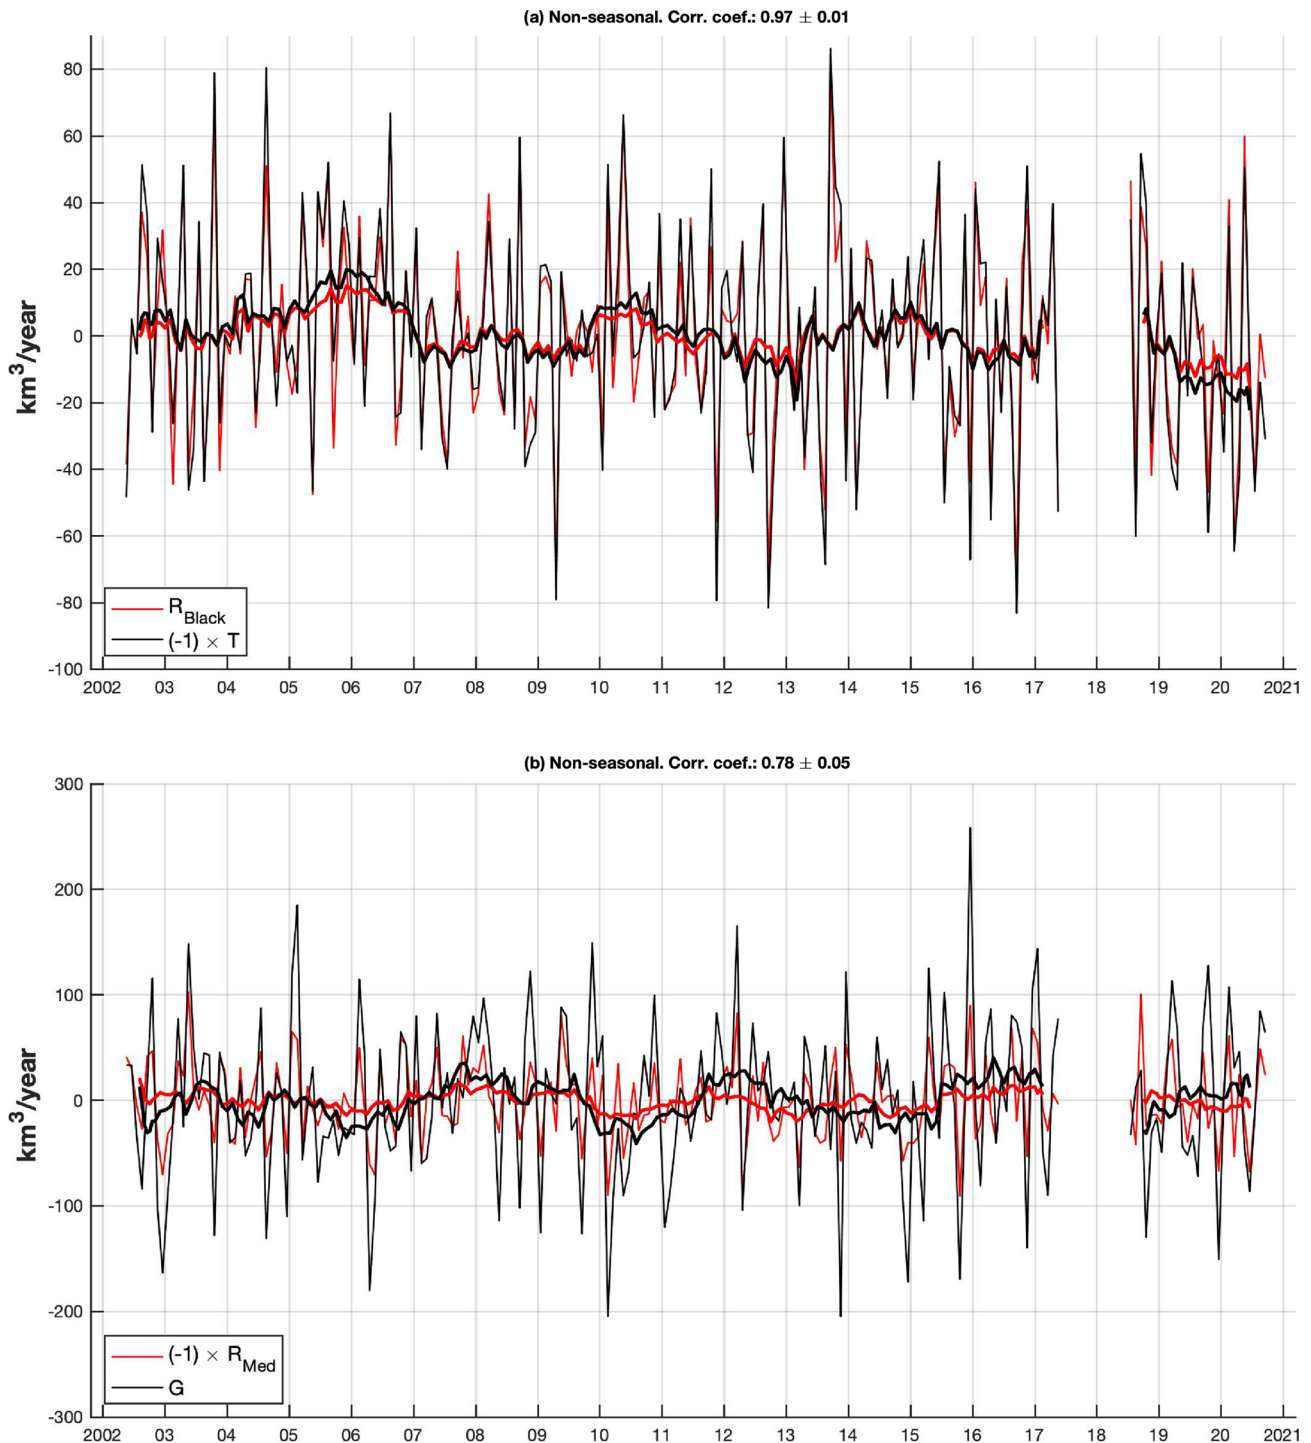 (a) Non-seasonal. Corr. coef.: 0.97 ± 0.01
80
60
40
20
0
-20
-40
-60
-80
-100
km³/year
R_Black
(-1) × T
2002 03 04 05 06 07 08 09 10 11 12 13 14 15 16 17 18 19 20 2021
(b) Non-seasonal. Corr. coef.: 0.78 ± 0.05
300
200
100
0
-100
-200
-300
km³/year
(-1) × R_Med
G
2002 03 04 05 06 07 08 09 10 11 12 13 14 15 16 17 18 19 20 2021